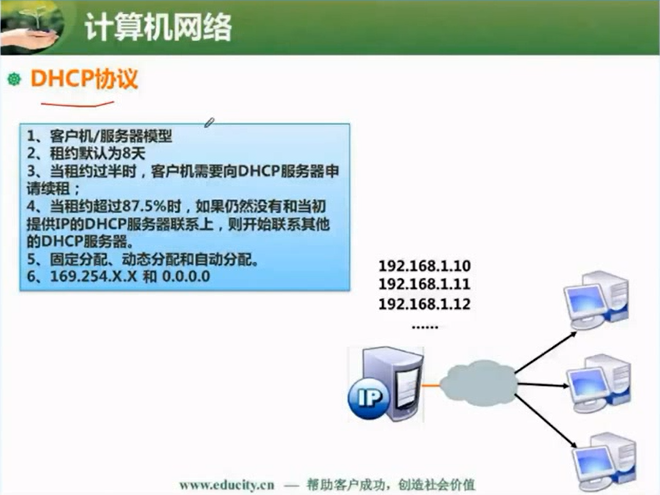 计算机网络
DHCP协议
1、客户机/服务器模型
2、租约默认为8天
3、当租约过半时，客户机需要向DHCP服务器申
请续租；
4、当租约超过87.5%时，如果仍然没有和当初
提供IP的DHCP服务器联系上，则开始联系其他
的DHCP服务器。
5、固定分配、动态分配和自动分配。
6、169.254.X.X 和 0.0.0.0
192.168.1.10
192.168.1.11
192.168.1.12
……
IP
www.educity.cn — 帮助客户成功，创造社会价值